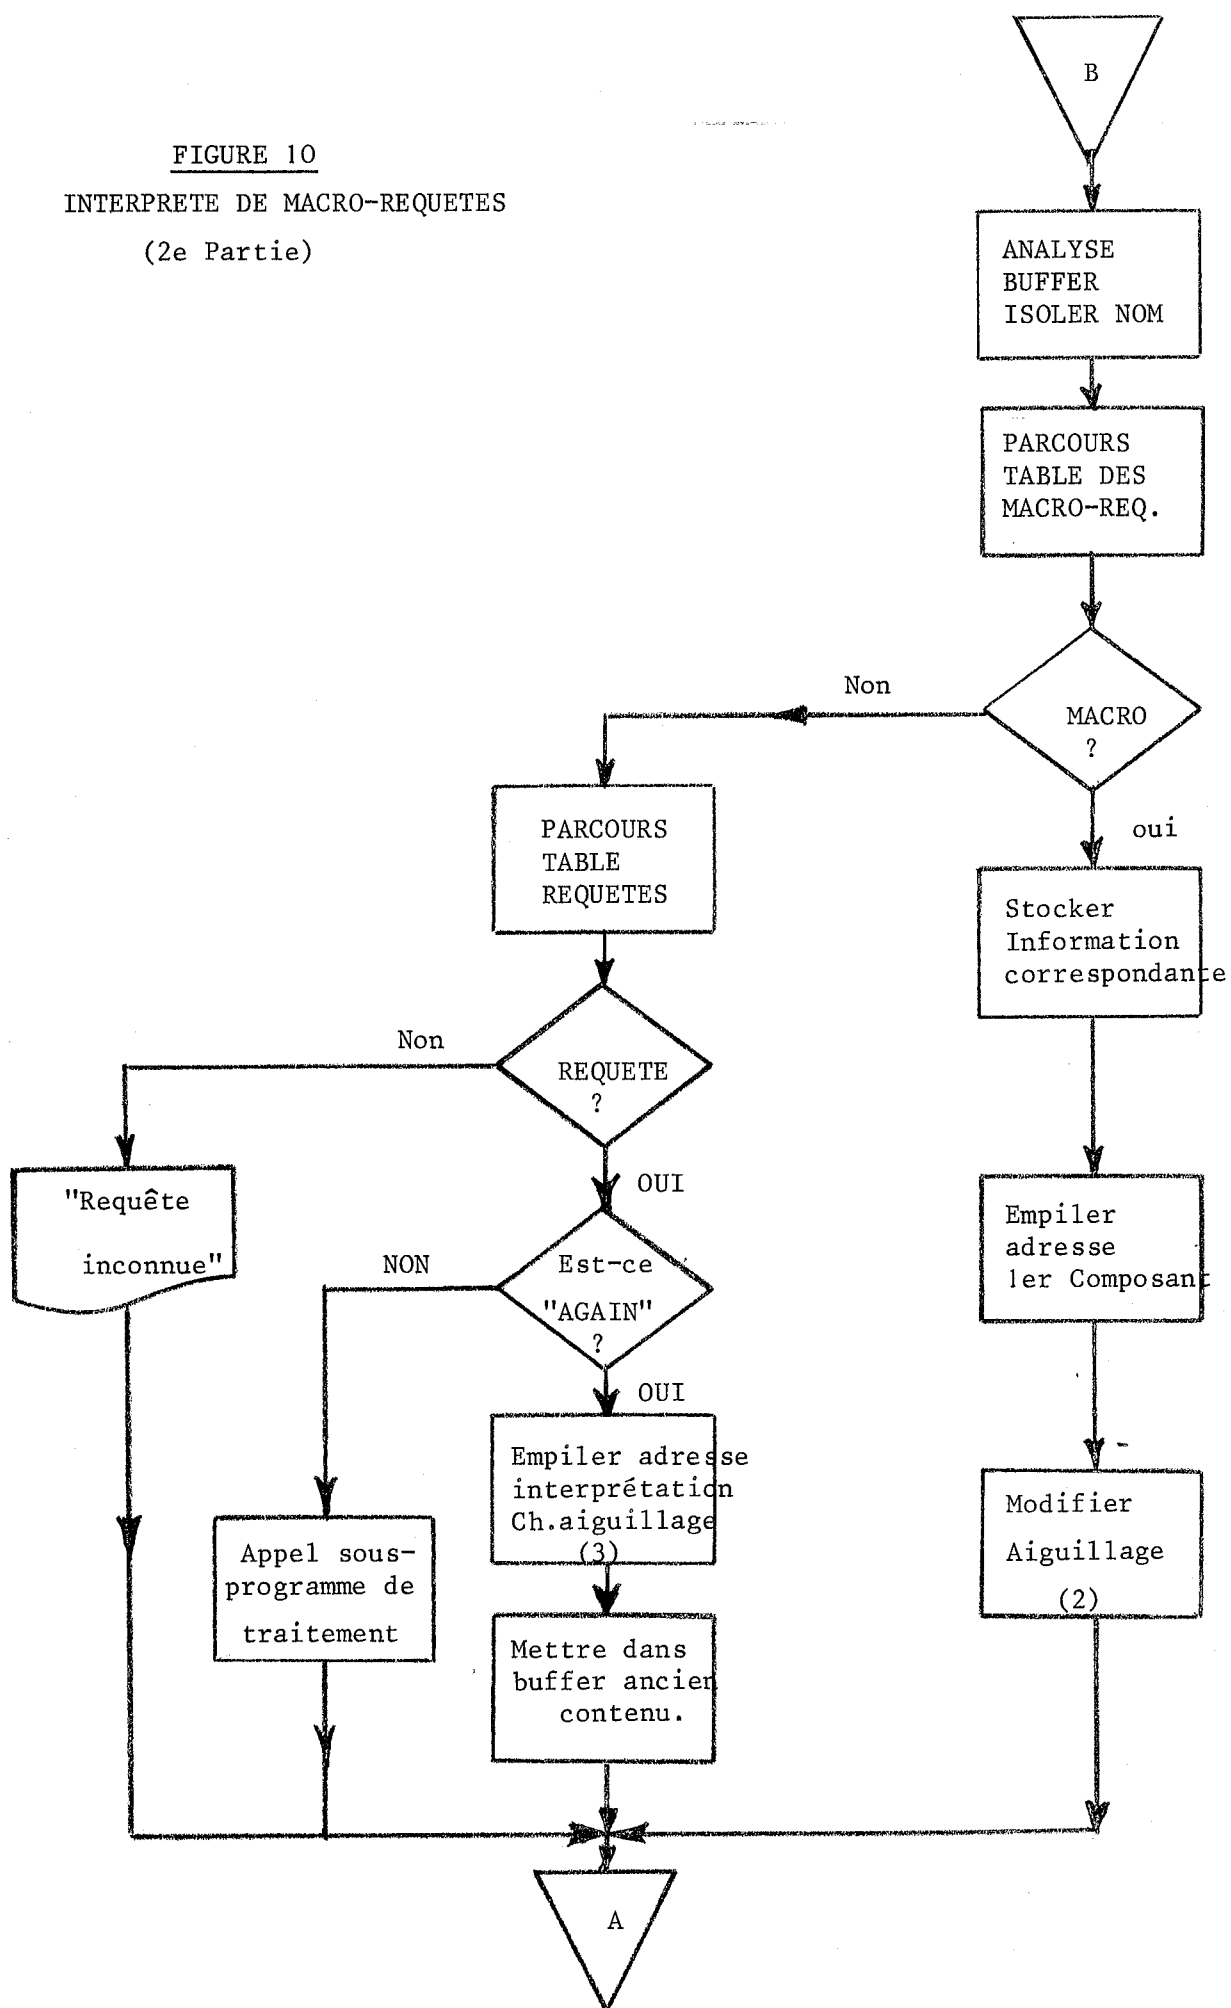 B
FIGURE 10
INTERPRETE DE MACRO-REQUETES
(2e Partie)
ANALYSE
BUFFER
ISOLER NOM
PARCOURS
TABLE DES
MACRO-REQ.
Non
MACRO
?
oui
PARCOURS
TABLE
REQUETES
Stocker
Information
correspondante
Non
REQUETE
?
OUI
"Requête
inconnue"
Empiler
adresse
1er Composant
NON
Est-ce
"AGAIN"
?
OUI
Empiler adresse
interprétation
Ch.aiguillage
(3)
Modifier
Aiguillage
(2)
Appel sous-
programme de
traitement
Mettre dans
buffer ancien
contenu.
A